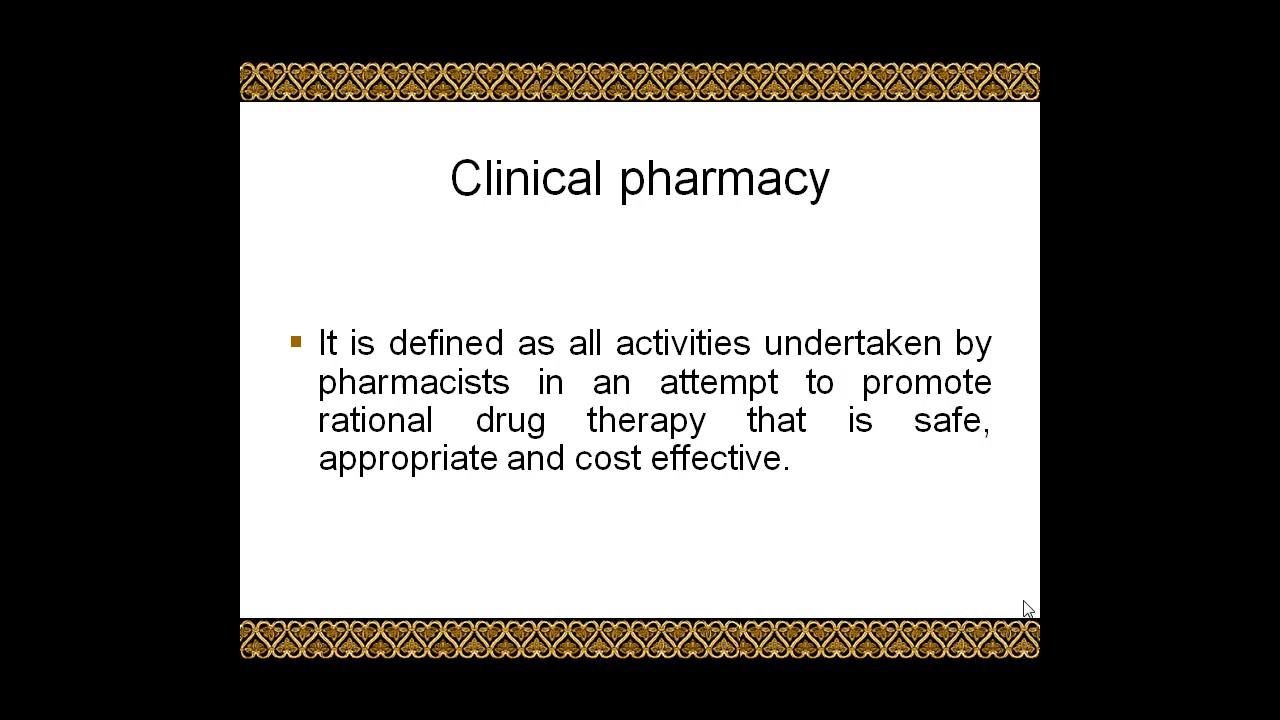 Clinical pharmacy
It is defined as all activities undertaken by
pharmacists in an attempt to promote
rational drug therapy that is safe,
appropriate and cost effective.